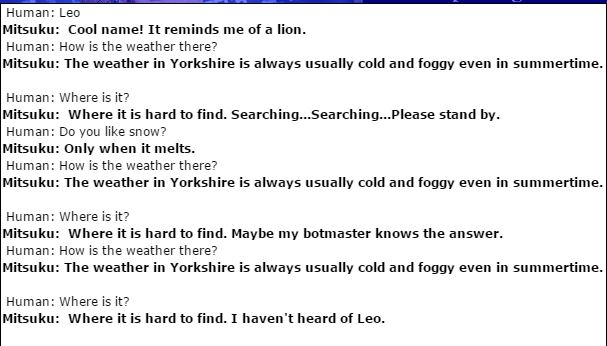 Human: Leo
Mitsuku: Cool name! It reminds me of a lion.
Human: How is the weather there?
Mitsuku: The weather in Yorkshire is always usually cold and foggy even in summertime.
Human: Where is it?
Mitsuku: Where it is hard to find. Searching...Searching...Please stand by.
Human: Do you like snow?
Mitsuku: Only when it melts.
Human: How is the weather there?
Mitsuku: The weather in Yorkshire is always usually cold and foggy even in summertime.
Human: Where is it?
Mitsuku: Where it is hard to find. Maybe my botmaster knows the answer.
Human: How is the weather there?
Mitsuku: The weather in Yorkshire is always usually cold and foggy even in summertime.
Human: Where is it?
Mitsuku: Where it is hard to find. I haven't heard of Leo.